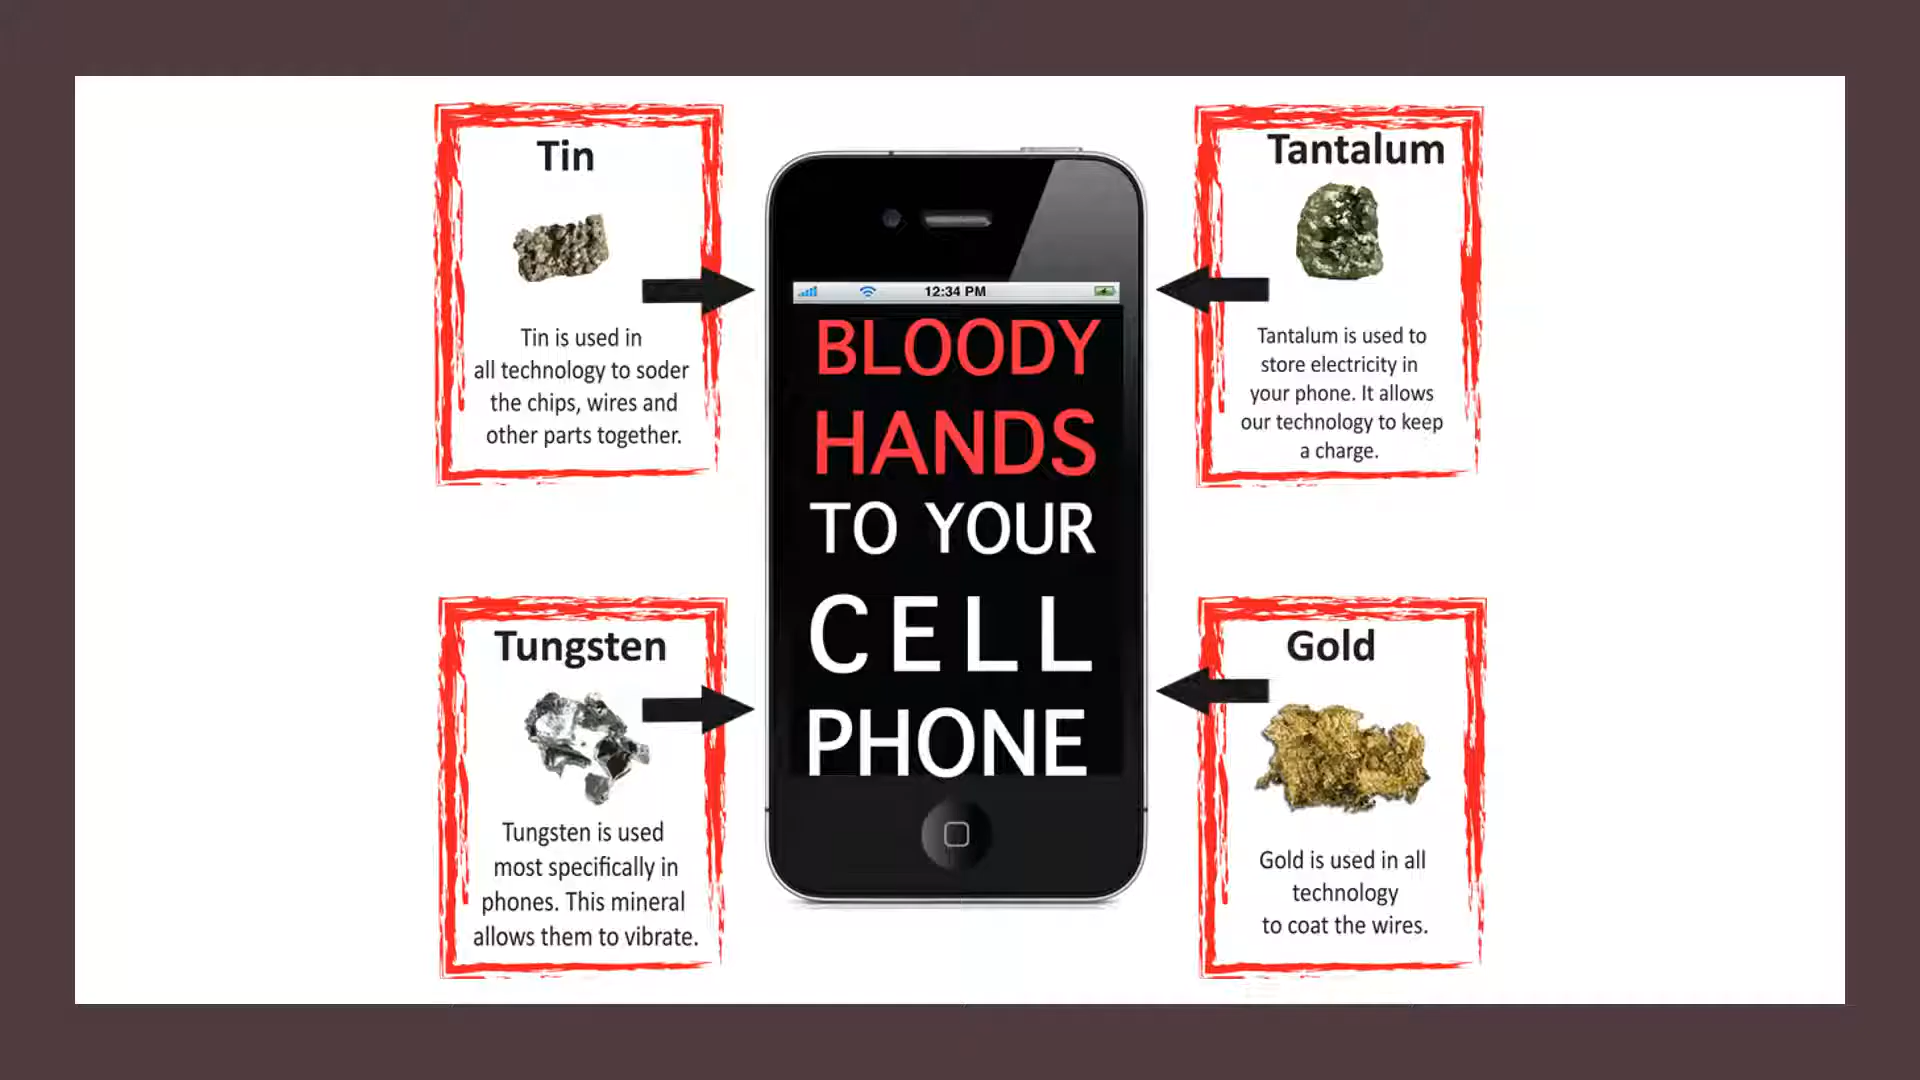 Tin
Tin is used in
all technology to soder
the chips, wires and
other parts together.
Tungsten
Tungsten is used
most specifically in
phones. This mineral
allows them to vibrate.
12:34 PM
BLOODY
HANDS
TO YOUR
CELL
PHONE
Tantalum
Tantalum is used to
store electricity in
your phone. It allows
our technology to keep
a charge.
Gold
Gold is used in all
technology
to coat the wires.